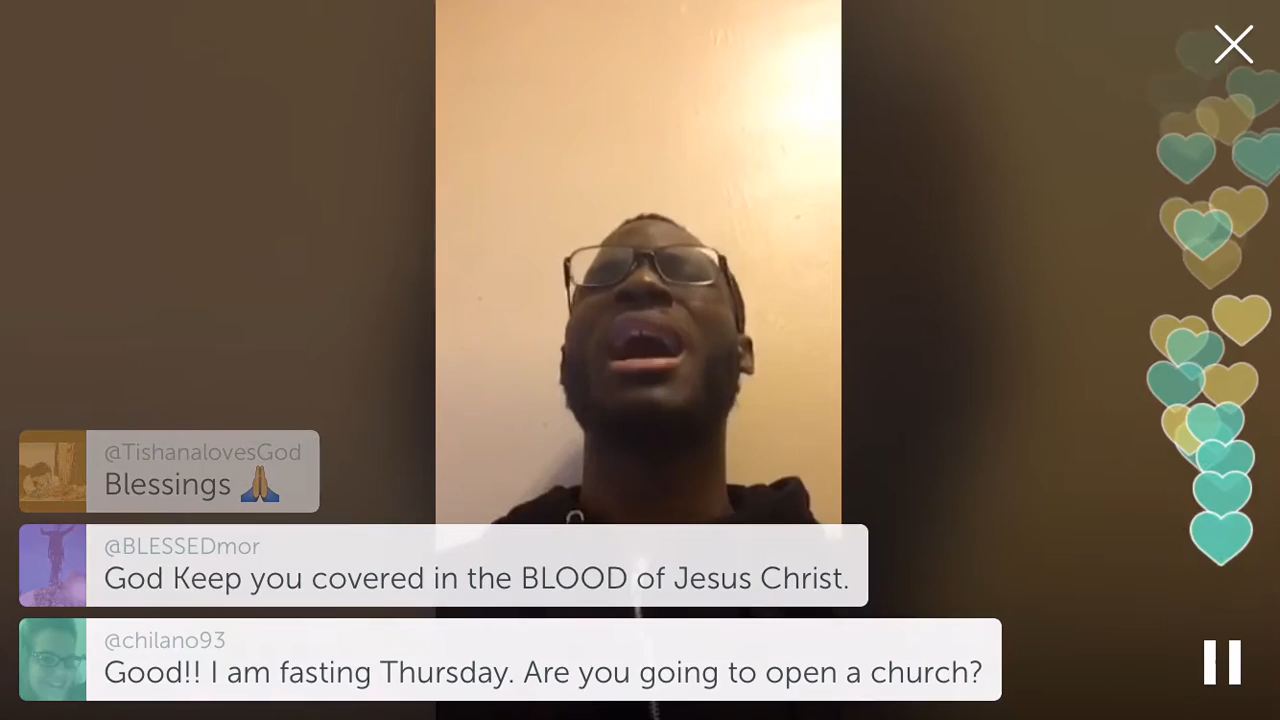 @TishanalovesGod
Blessings 🙏🏽
@BLESSEDmor
God Keep you covered in the BLOOD of Jesus Christ.
@chilano93
Good!! I am fasting Thursday. Are you going to open a church?